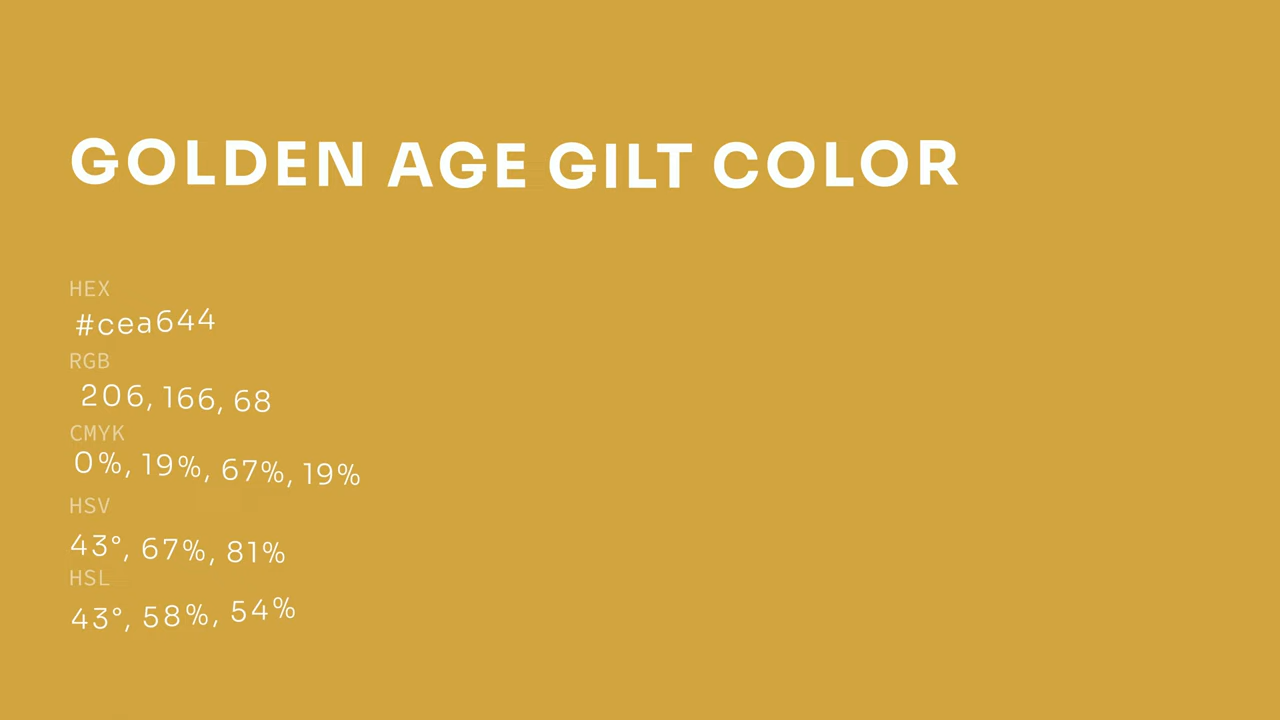 GOLDEN AGE GILT COLOR
HEX
#cea644
RGB
206, 166, 68
CMYK
0%, 19%, 67%, 19%
HSV
43°, 67%, 81%
HSL
43°, 58%, 54%